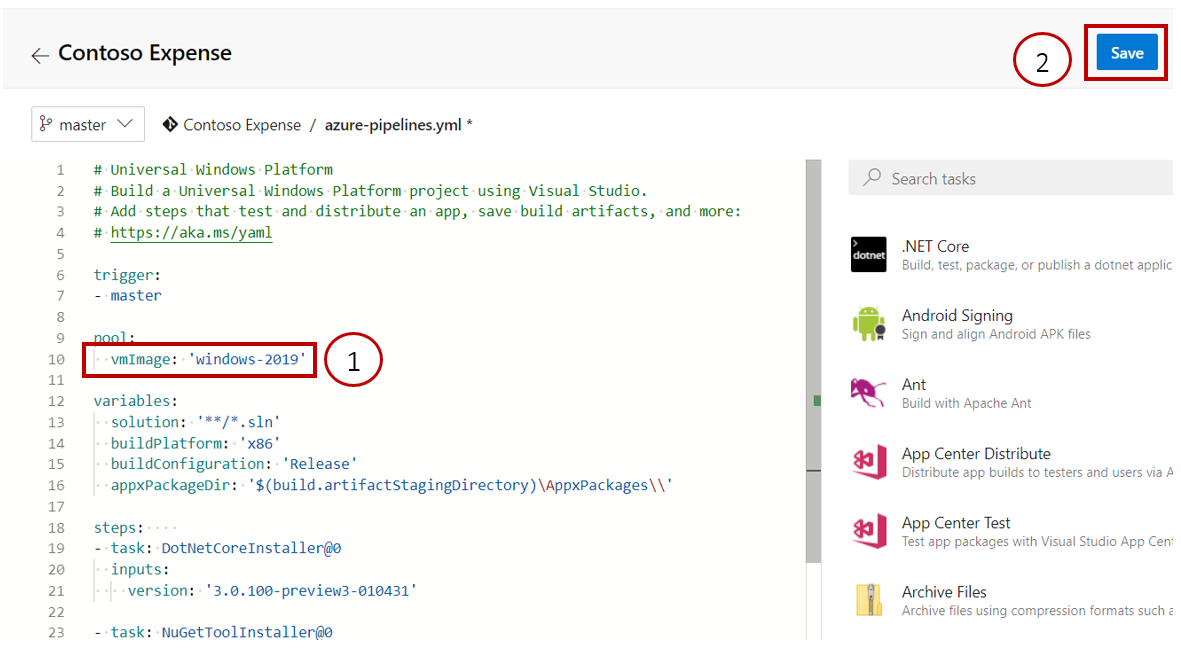 Contoso Expense
2
Save
master
Contoso Expense / azure-pipelines.yml *
1 # Universal Windows Platform
2 # Build a Universal Windows Platform project using Visual Studio.
3 # Add steps that test and distribute an app, save build artifacts, and more:
4 # https://aka.ms/yaml
5
6 trigger:
7 - master
8
9 pool:
10 vmImage: 'windows-2019'
1
11
12 variables:
13 solution: '**/*.sln'
14 buildPlatform: 'x86'
15 buildConfiguration: 'Release'
16 appxPackageDir: '$(build.artifactStagingDirectory)\AppxPackages\\'
17
18 steps:
19 - task: DotNetCoreInstaller@0
20 inputs:
21 version: '3.0.100-preview3-010431'
22
23 - task: NuGetToolInstaller@0
Search tasks
dotnet
.NET Core
Build, test, package, or publish a dotnet applic
Android Signing
Sign and align Android APK files
Ant
Build with Apache Ant
App Center Distribute
Distribute app builds to testers and users via A
App Center Test
Test app packages with Visual Studio App Cen
Archive Files
Archive files using compression formats such a